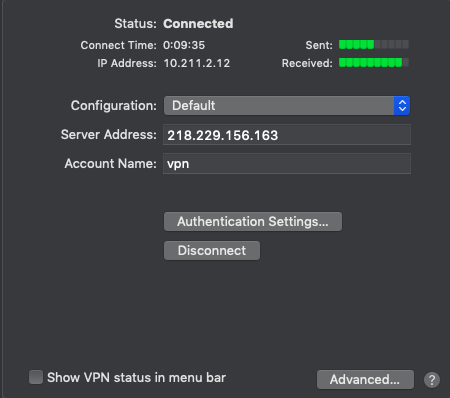 Status: Connected
Connect Time: 0:09:35 Sent:
IP Address: 10.211.2.12 Received:
Configuration: Default
Server Address: 218.229.156.163
Account Name: vpn
Authentication Settings...
Disconnect
Show VPN status in menu bar Advanced... ?